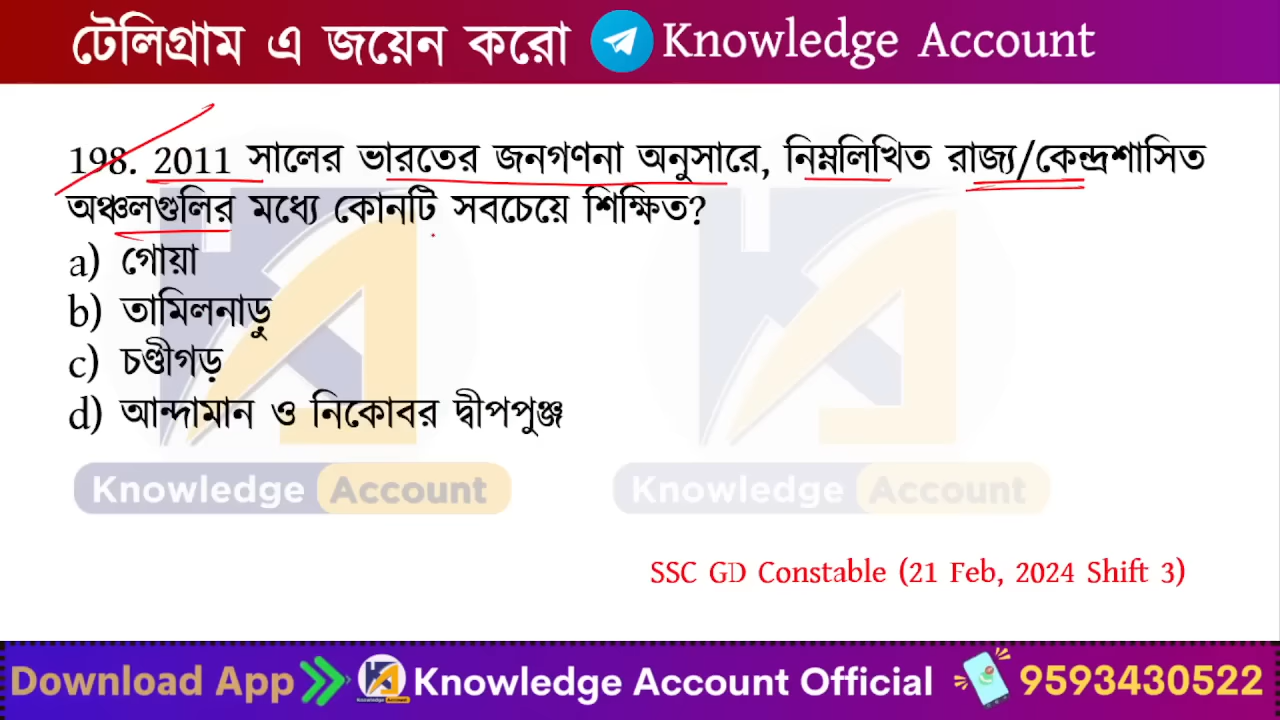 টেলিগ্রাম এ জয়েন করো Knowledge Account
198. 2011 সালের ভারতের জনগণনা অনুসারে, নিম্নলিখিত রাজ্য/কেন্দ্রশাসিত
অঞ্চলগুলির মধ্যে কোনটি সবচেয়ে শিক্ষিত?
a) গোয়া
b) তামিলনাড়ু
c) চণ্ডীগড়
d) আন্দামান ও নিকোবর দ্বীপপুঞ্জ
Knowledge Account Knowledge Account
SSC GD Constable (21 Feb, 2024 Shift 3)
Download App Knowledge Account Official 9593430522